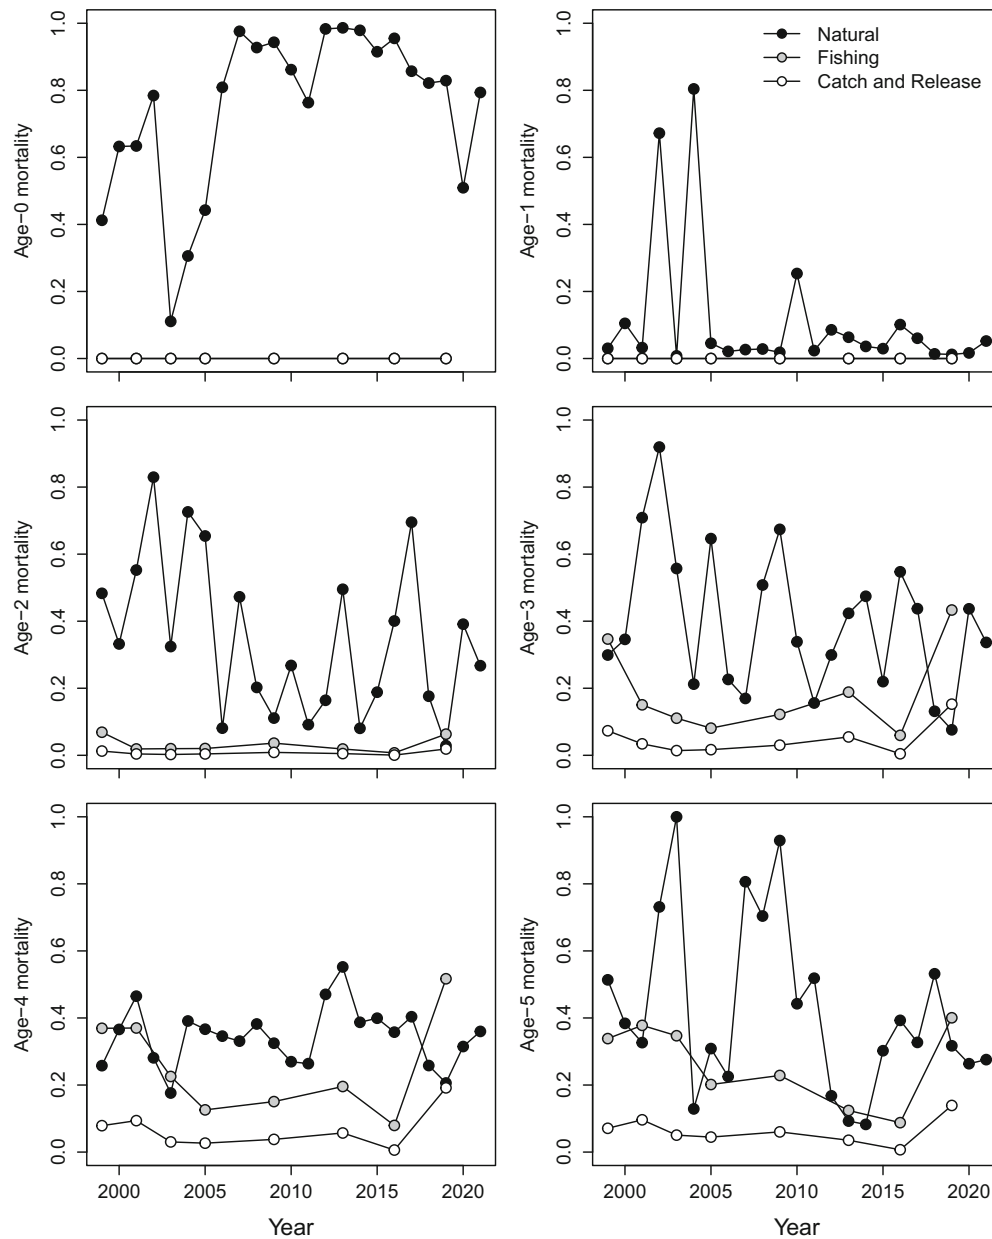 Age−0 mortality
0.0 0.2 0.4 0.6 0.8 1.0
Age−1 mortality
0.0 0.2 0.4 0.6 0.8 1.0
Natural
Fishing
Catch and Release
Age−2 mortality
0.0 0.2 0.4 0.6 0.8 1.0
Age−3 mortality
0.0 0.2 0.4 0.6 0.8 1.0
Age−4 mortality
0.0 0.2 0.4 0.6 0.8 1.0
2000 2005 2010 2015 2020
Year
Age−5 mortality
0.0 0.2 0.4 0.6 0.8 1.0
2000 2005 2010 2015 2020
Year